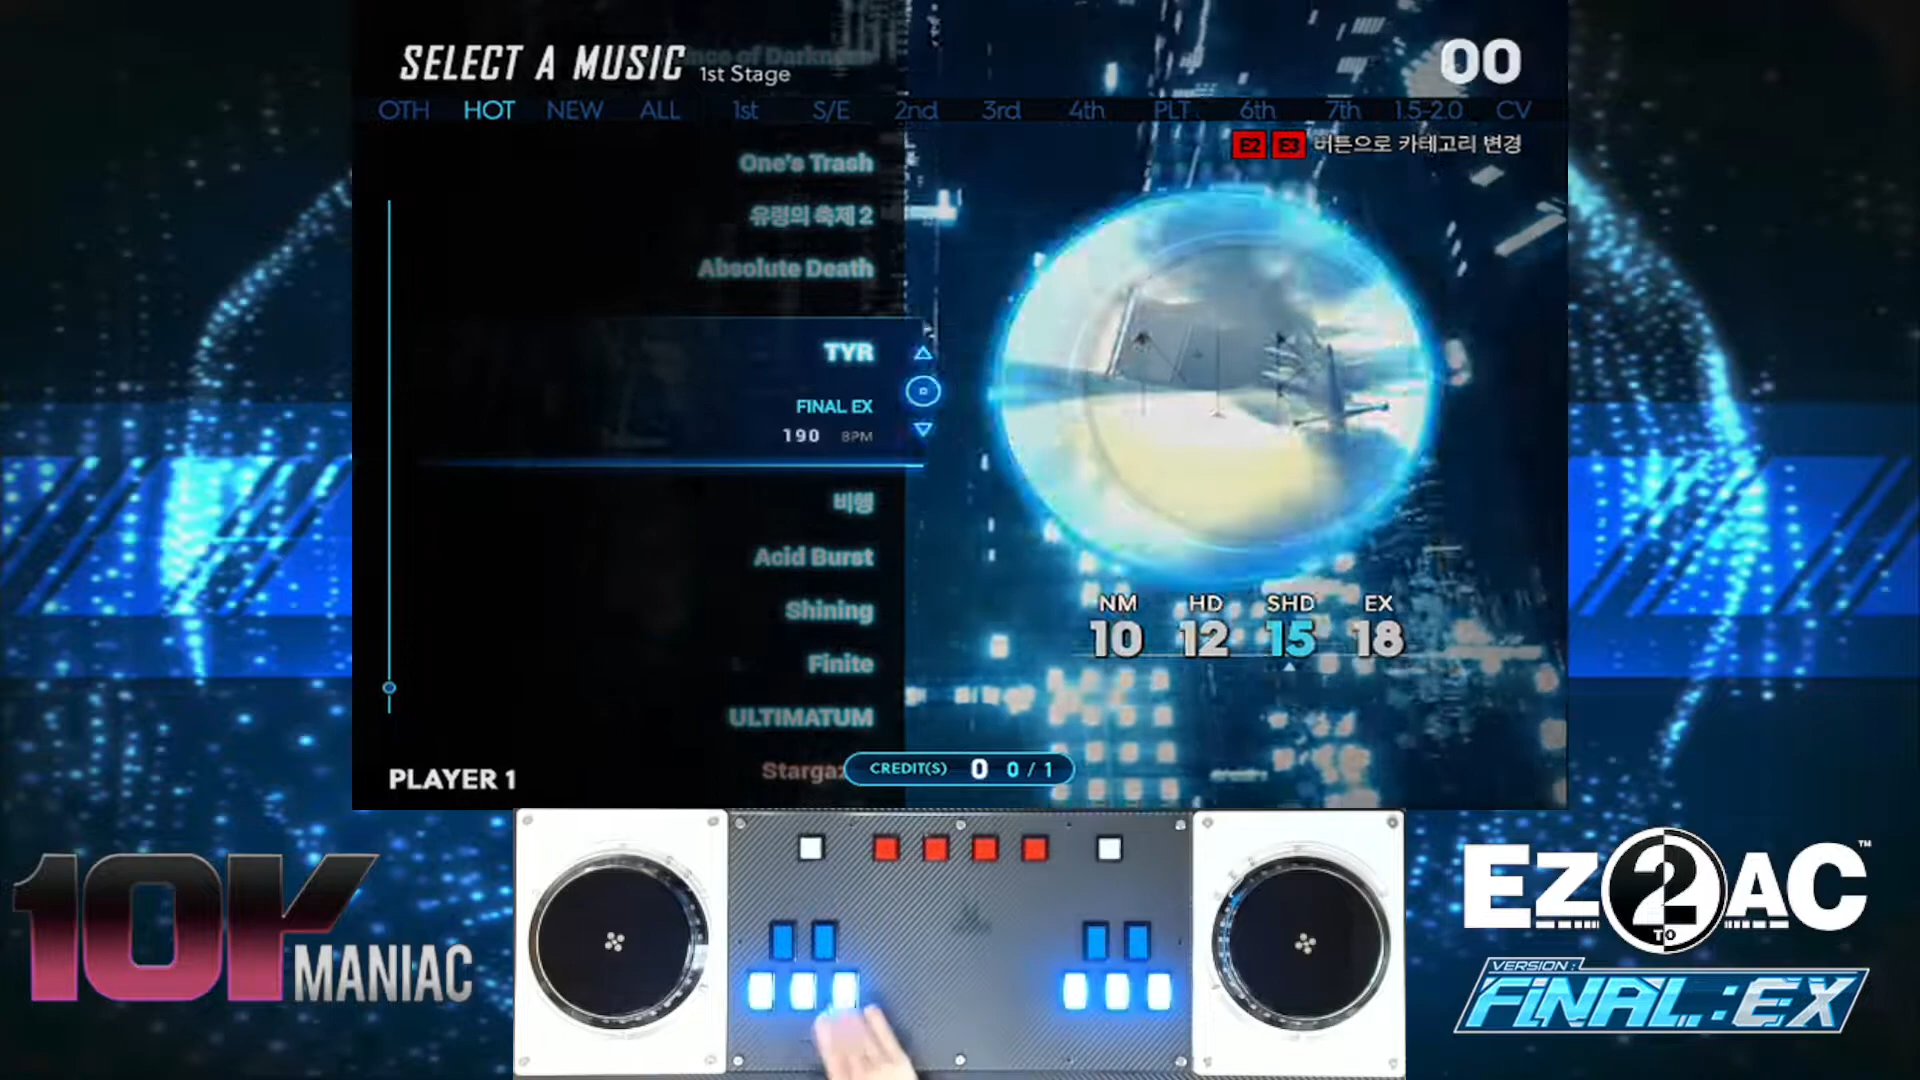 SELECT A MUSIC 1st Stage
00
OTH HOT NEW ALL 1st S/E 2nd 3rd 4th PLT 6th 7th 1.5-2.0 CV
E2 E3 버튼으로 카테고리 변경
One's Trash
유령의 축제 2
Absolute Death
TYR
FINAL EX
190 BPM
비행
Acid Burst
Shining
Finite
ULTIMATUM
NM HD SHD EX
10 12 15 18
CREDIT(S) 0 0 / 1
PLAYER 1
10K
MANIAC
EZ2AC™
TO
VERSION:
FINAL:EX